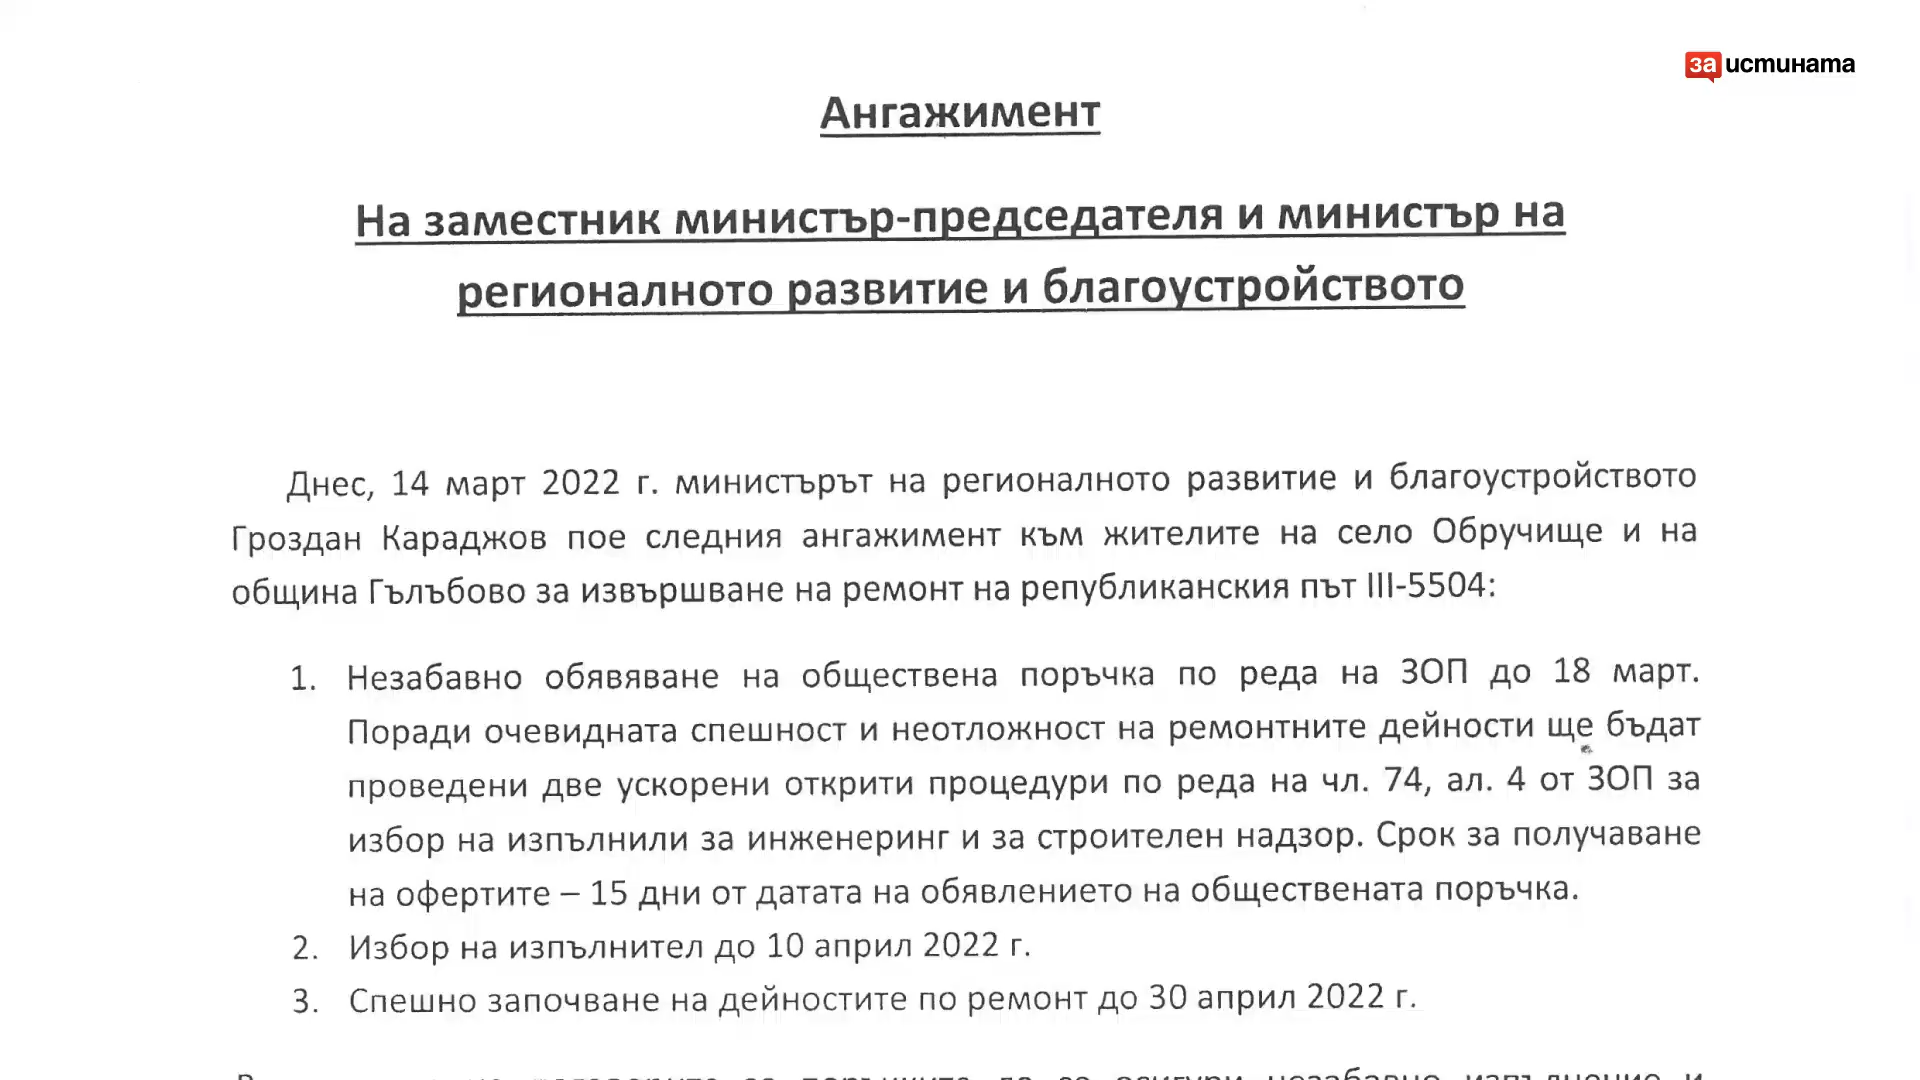 за истината
Ангажимент
На заместник министър-председателя и министър на
регионалното развитие и благоустройството
Днес, 14 март 2022 г. министърът на регионалното развитие и благоустройството
Гроздан Караджов пое следния ангажимент към жителите на село Обручище и на
община Гълъбово за извършване на ремонт на републиканския път III-5504:
1. Незабавно обявяване на обществена поръчка по реда на ЗОП до 18 март.
Поради очевидната спешност и неотложност на ремонтните дейности ще бъдат
проведени две ускорени открити процедури по реда на чл. 74, ал. 4 от ЗОП за
избор на изпълнили за инженеринг и за строителен надзор. Срок за получаване
на офертите – 15 дни от датата на обявлението на обществената поръчка.
2. Избор на изпълнител до 10 април 2022 г.
3. Спешно започване на дейностите по ремонт до 30 април 2022 г.